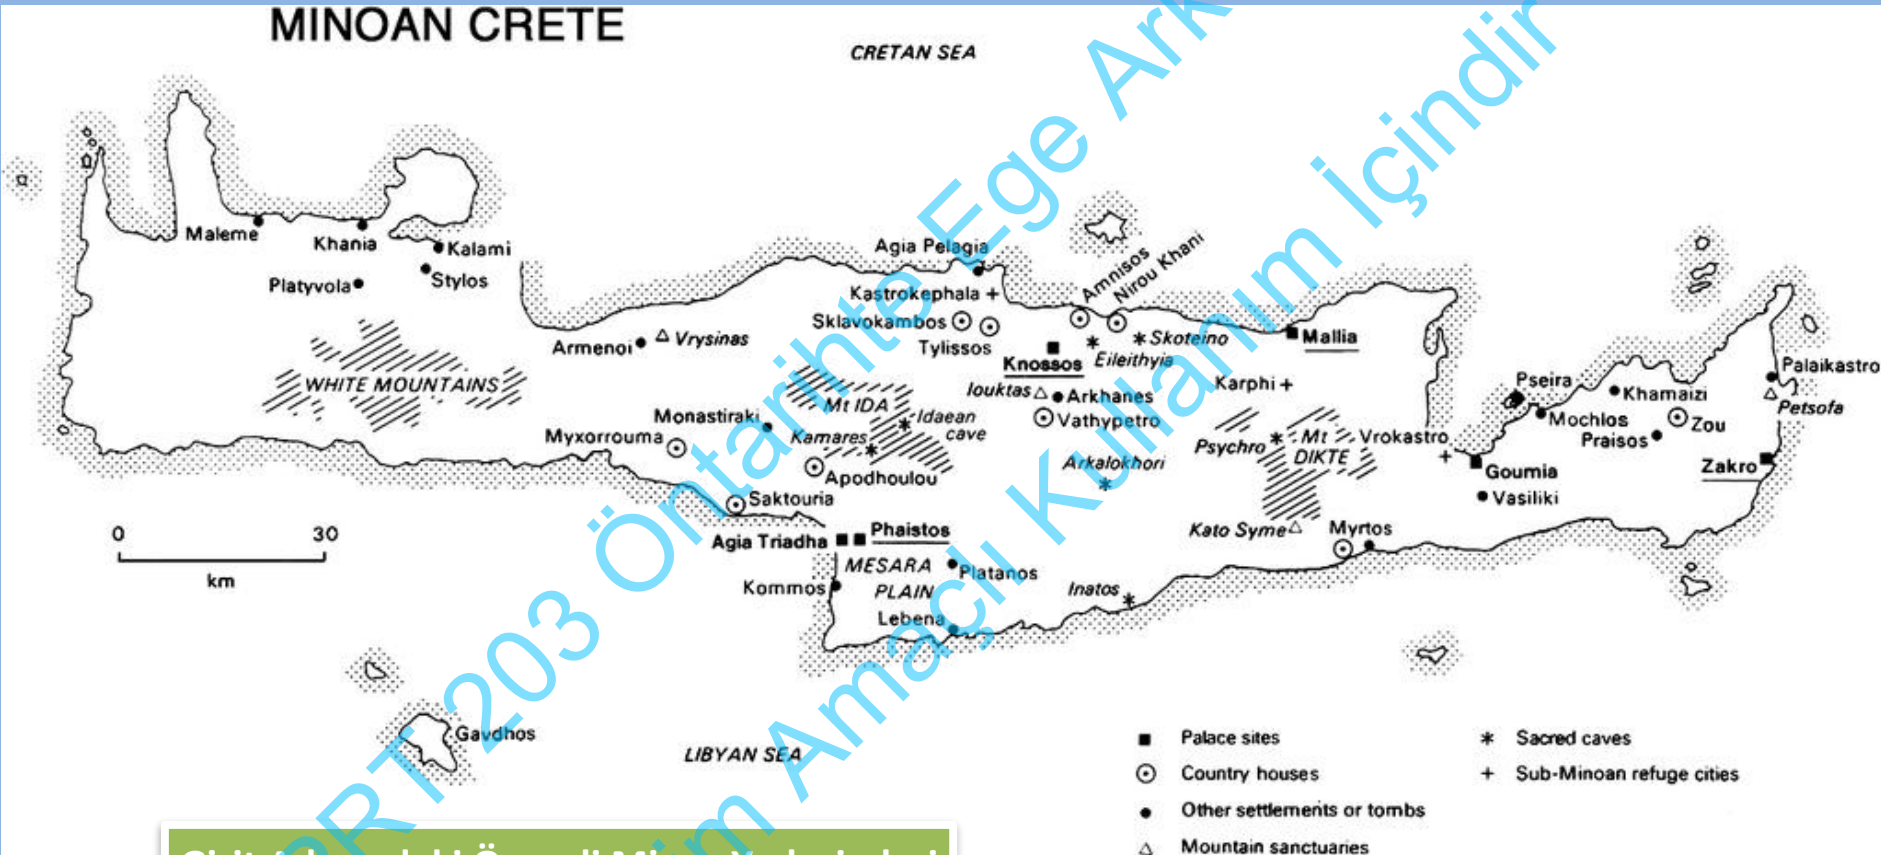 MINOAN CRETE
CRETAN SEA
Maleme
Khania
Kalami
Stylos
Platyvola
WHITE MOUNTAINS
Armenoi
Vrysinas
Agia Pelagia
Kastrokephala
Sklavokambos
Tylissos
Amnisos
Nirou Khani
Skoteino
Eileithyia
Knossos
Mallia
Iouktas
Arkhanes
Vathypetro
Karphi
Mt IDA
Idaean
cave
Kamares
Monastiraki
Myxorrouma
Apodhoulou
Saktouria
Arkalokhori
Psychro
Mt
DIKTE
Vrokastro
Pseira
Mochlos
Khamaizi
Zou
Praisos
Palaikastro
Petsofa
Zakro
Goumia
Vasiliki
Kato Syme
Myrtos
Agia Triadha
Phaistos
MESARA
PLAIN
Platanos
Kommos
Lebena
Inatos
0 30
km
Gavdhos
LIBYAN SEA
Palace sites
Country houses
Other settlements or tombs
Mountain sanctuaries
Sacred caves
Sub-Minoan refuge cities
PRT 203 Öntarihte Ege Ark
Amaçlı Kullanım İçindir